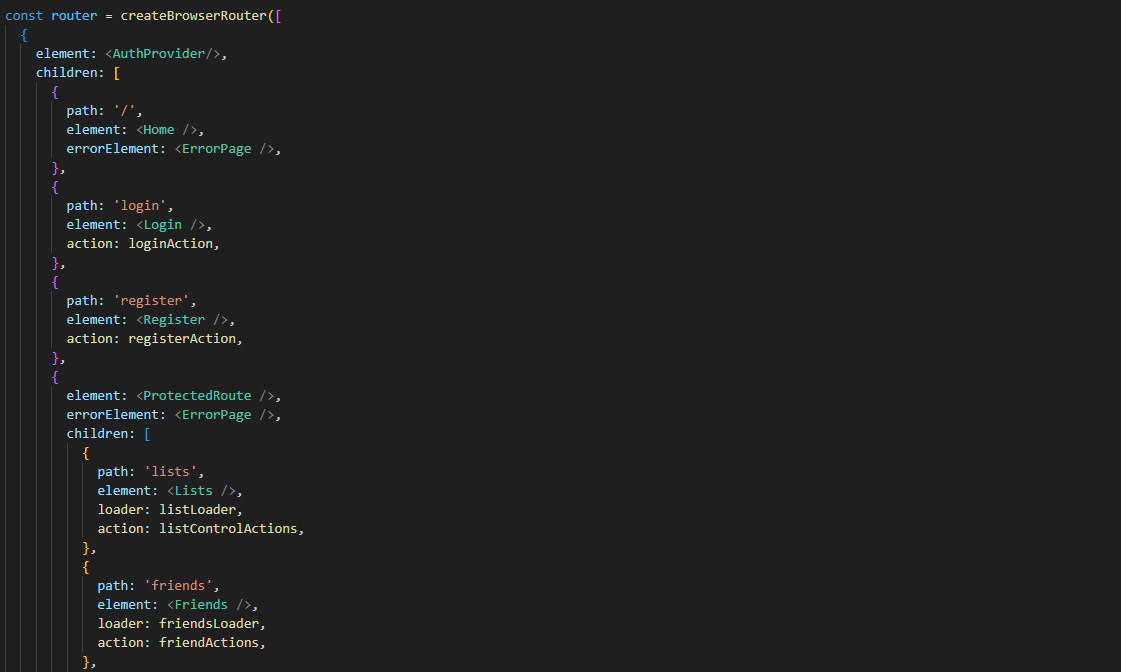 const router = createBrowserRouter([
  {
    element: <AuthProvider/>,
    children: [
      {
        path: '/',
        element: <Home />,
        errorElement: <ErrorPage />,
      },
      {
        path: 'login',
        element: <Login />,
        action: loginAction,
      },
      {
        path: 'register',
        element: <Register />,
        action: registerAction,
      },
      {
        element: <ProtectedRoute />,
        errorElement: <ErrorPage />,
        children: [
          {
            path: 'lists',
            element: <Lists />,
            loader: listLoader,
            action: listControlActions,
          },
          {
            path: 'friends',
            element: <Friends />,
            loader: friendsLoader,
            action: friendActions,
          },